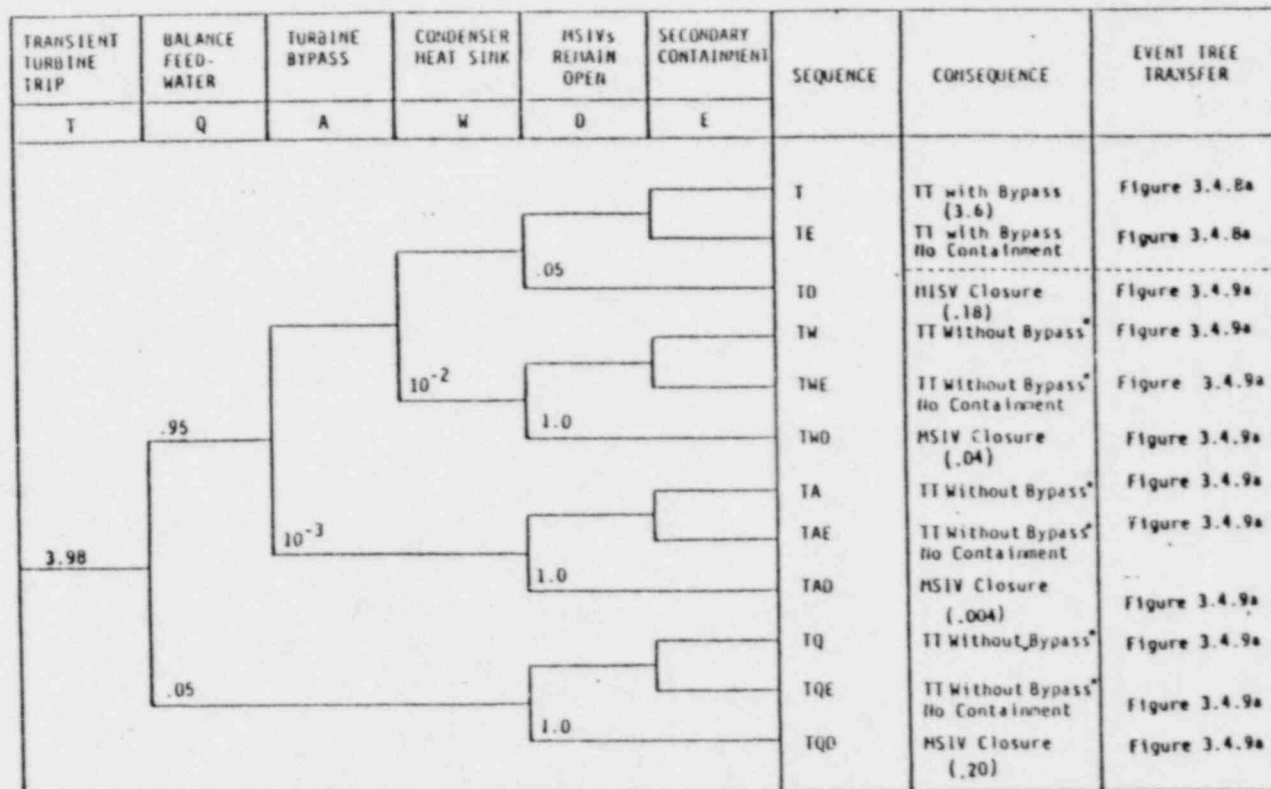 TRANSIENT TURBINE TRIP
BALANCE FEED-WATER
TURBINE BYPASS
CONDENSER HEAT SINK
MSIVs REMAIN OPEN
SECONDARY CONTAINMENT
SEQUENCE
CONSEQUENCE
EVENT TREE TRANSFER
T Q A W D E
T TT with Bypass Figure 3.4.8a
(3.6)
TE TT with Bypass Figure 3.4.8a
No Containment
.05
TD MISV Closure Figure 3.4.9a
(.18)
TW TT Without Bypass* Figure 3.4.9a
10-2
TWE TT Without Bypass* Figure 3.4.9a
No Containment
.95
1.0
TWD MSIV Closure Figure 3.4.9a
(.04)
TA TT Without Bypass* Figure 3.4.9a
10-3
TAE TT Without Bypass* Figure 3.4.9a
No Containment
3.98
1.0
TAD MSIV Closure Figure 3.4.9a
(.004)
TQ TT Without Bypass* Figure 3.4.9a
.05
TQE TT Without Bypass* Figure 3.4.9a
No Containment
1.0
TQD MSIV Closure Figure 3.4.9a
(.20)